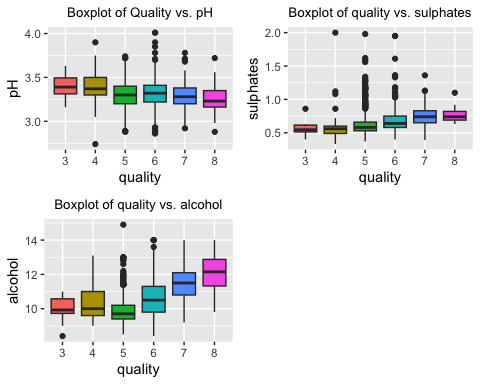 Boxplot of Quality vs. pH
4.0
3.5
3.0
pH
3 4 5 6 7 8
quality
Boxplot of quality vs. sulphates
2.0
1.5
1.0
0.5
sulphates
3 4 5 6 7 8
quality
Boxplot of quality vs. alcohol
14
12
10
alcohol
3 4 5 6 7 8
quality